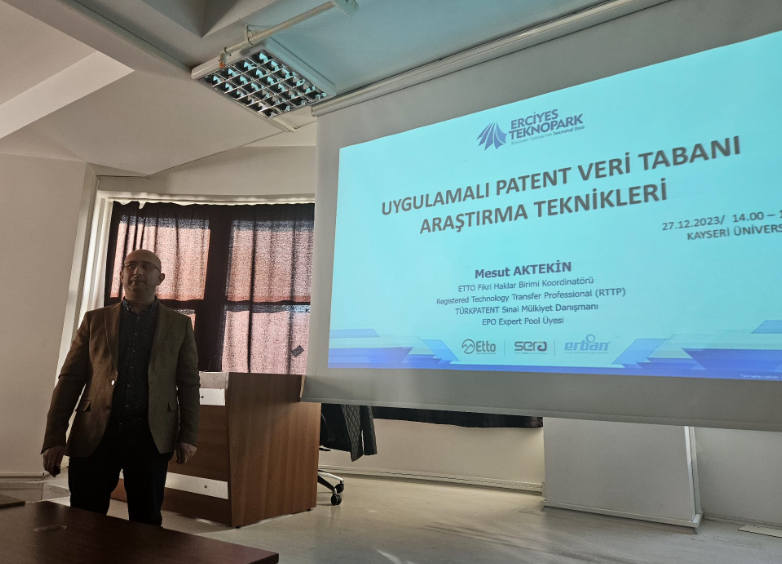 ERCİYES
TEKNOPARK
UYGULAMALI PATENT VERİ TABANI
ARAŞTIRMA TEKNİKLERİ
27.12.2023/ 14.00 –
KAYSERİ ÜNİVERS
Mesut AKTEKİN
ETTO Fikri Haklar Birimi Koordinatörü
Registered Technology Transfer Professional (RTTP)
TÜRKPATENT Sınai Mülkiyet Danışmanı
EPO Expert Pool Üyesi
Etto sera erban